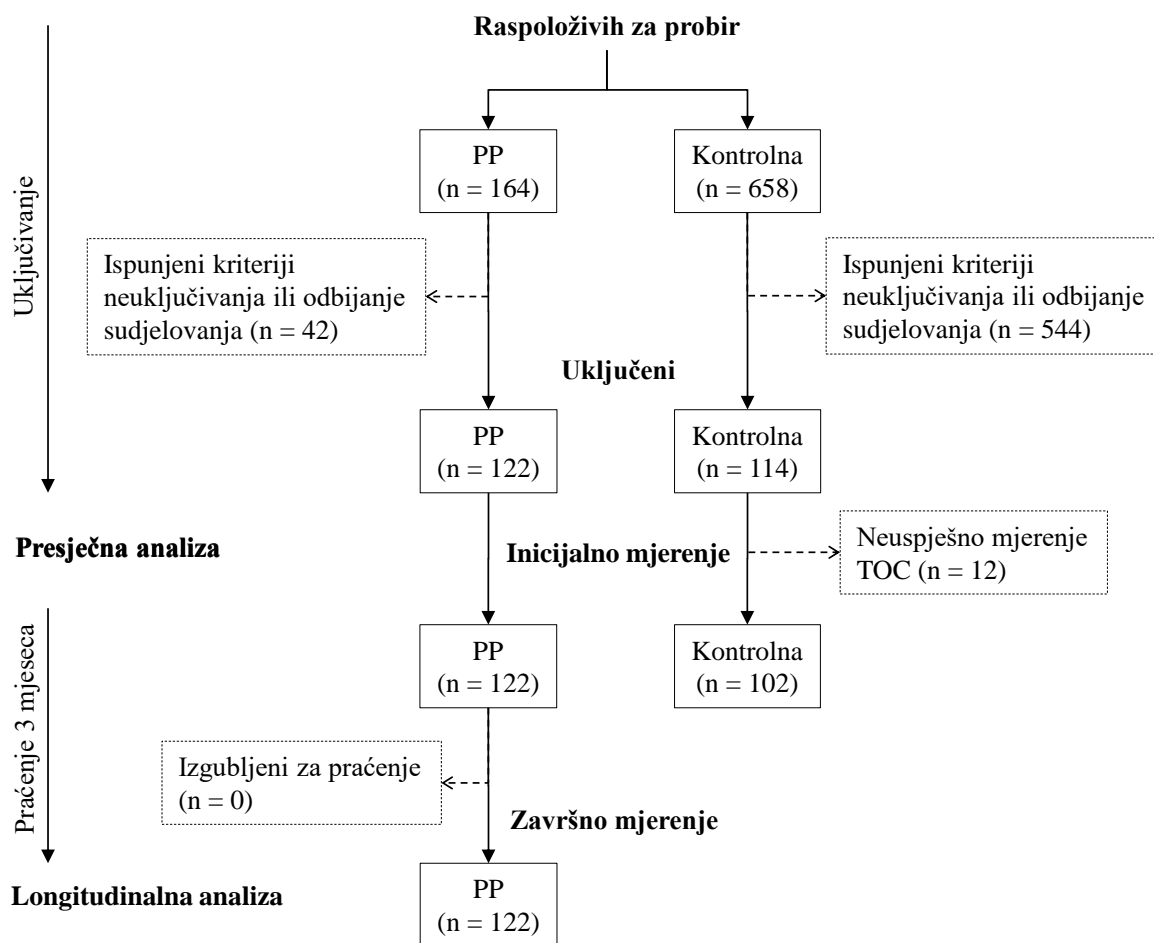 Raspoloživih za probir
PP
(n = 164)
Kontrolna
(n = 658)
Uključivanje
Ispunjeni kriteriji
neuključivanja ili odbijanje
sudjelovanja (n = 42)
Ispunjeni kriteriji
neuključivanja ili odbijanje
sudjelovanja (n = 544)
Uključeni
PP
(n = 122)
Kontrolna
(n = 114)
Presječna analiza
Inicijalno mjerenje
Neuspješno mjerenje
TOC (n = 12)
PP
(n = 122)
Kontrolna
(n = 102)
Praćenje 3 mjeseca
Izgubljeni za praćenje
(n = 0)
Završno mjerenje
Longitudinalna analiza
PP
(n = 122)